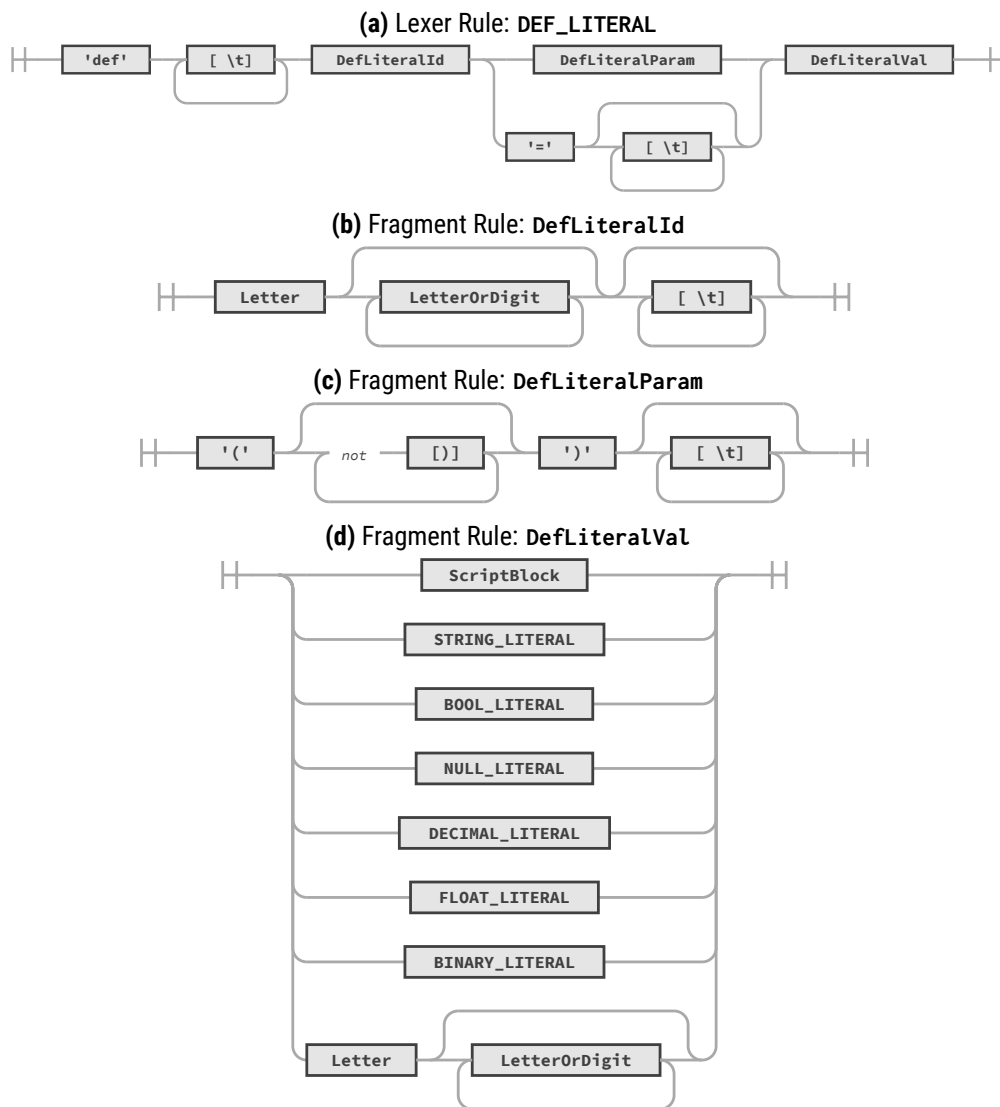 (a) Lexer Rule: DEF_LITERAL
'def' [ \t] DefLiteralId DefLiteralParam DefLiteralVal
'=' [ \t]
(b) Fragment Rule: DefLiteralId
Letter LetterOrDigit [ \t]
(c) Fragment Rule: DefLiteralParam
'(' not [)] ')' [ \t]
(d) Fragment Rule: DefLiteralVal
ScriptBlock
STRING_LITERAL
BOOL_LITERAL
NULL_LITERAL
DECIMAL_LITERAL
FLOAT_LITERAL
BINARY_LITERAL
Letter LetterOrDigit